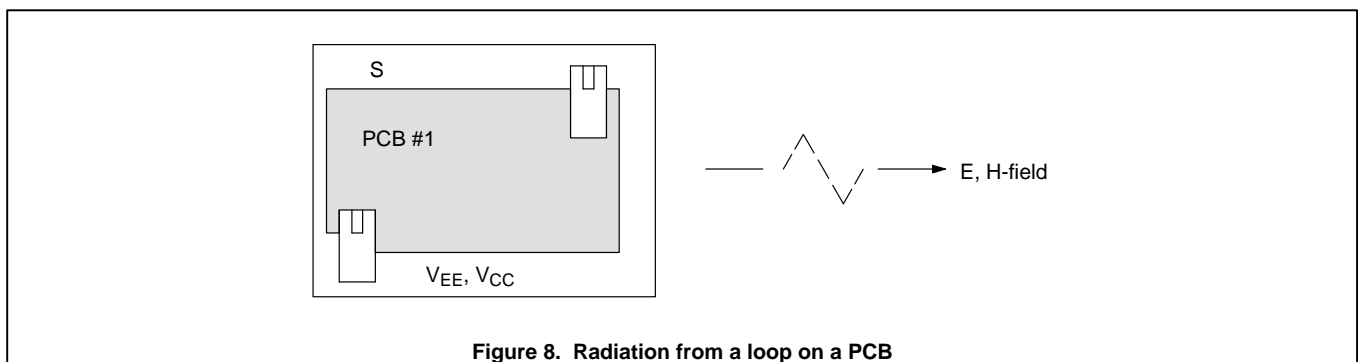 S
PCB #1
E, H-field
VEE, VCC
Figure 8. Radiation from a loop on a PCB